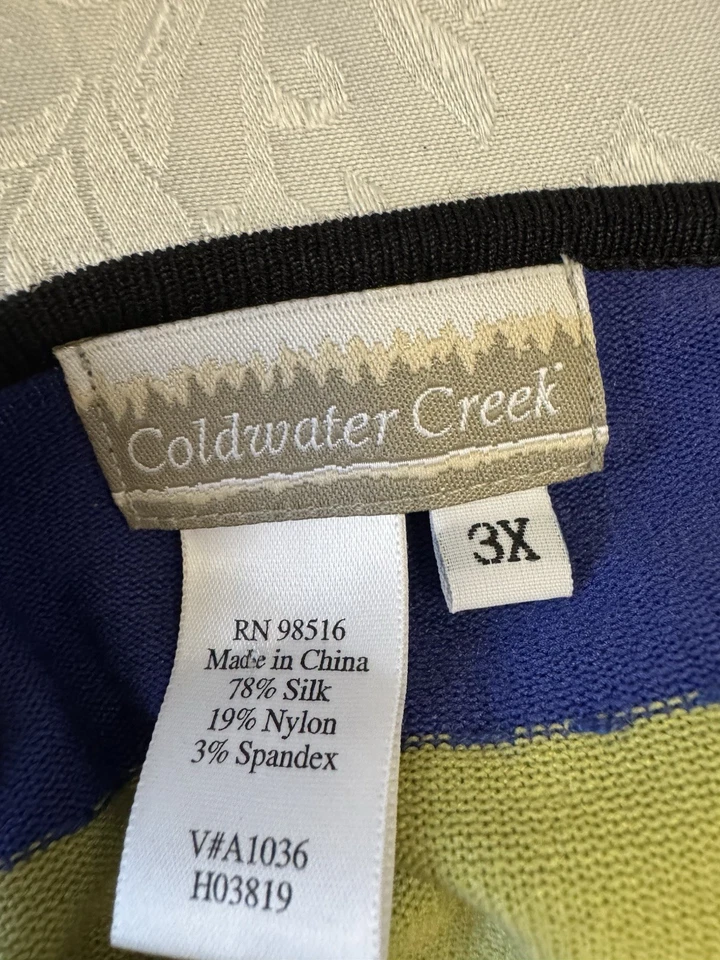 Coldwater Creek
3X
RN 98516
Made in China
78% Silk
19% Nylon
3% Spandex
V#A1036
H03819